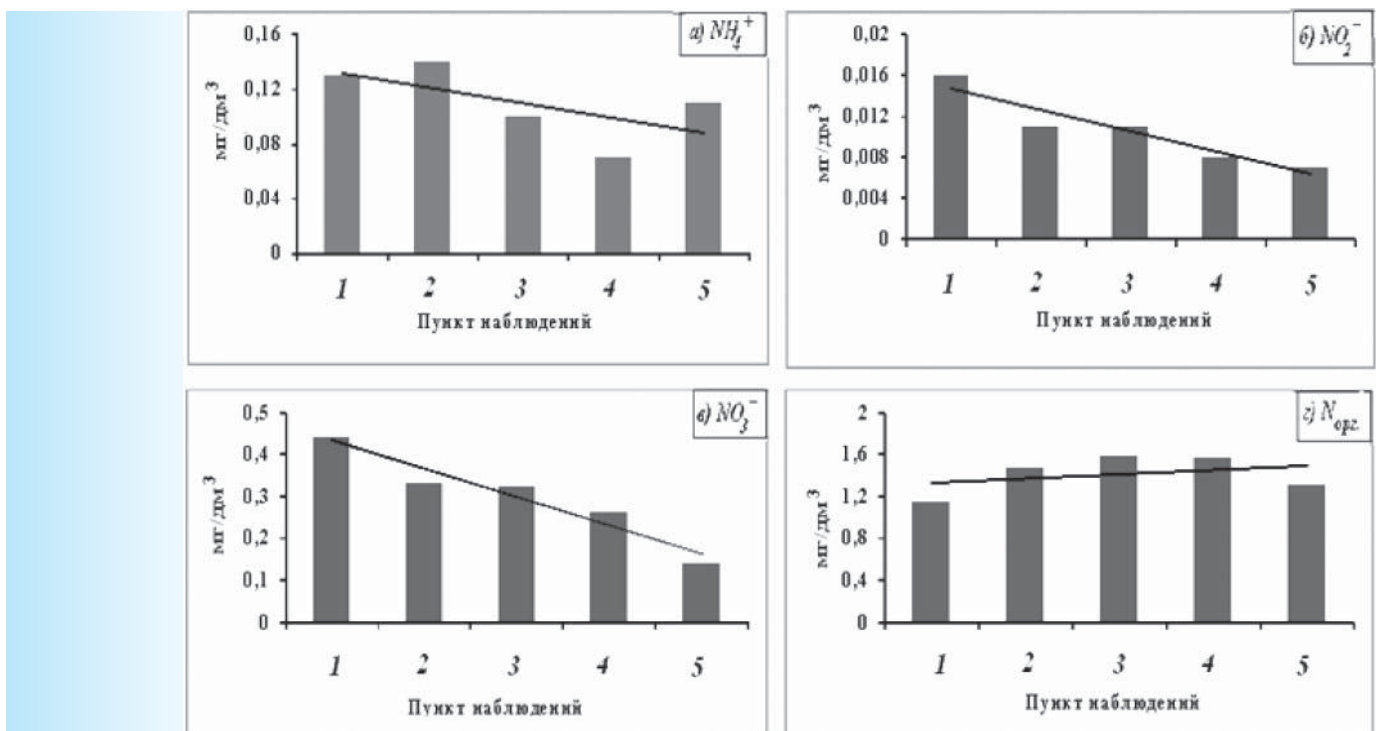 а) NH₄⁺
мг/дм³
0,16
0,12
0,08
0,04
0
1 2 3 4 5
Пункт наблюдений
б) NO₂⁻
мг/дм³
0,02
0,016
0,012
0,008
0,004
0
1 2 3 4 5
Пункт наблюдений
в) NO₃⁻
мг/дм³
0,5
0,4
0,3
0,2
0,1
0
1 2 3 4 5
Пункт наблюдений
г) Nорг.
мг/дм³
2
1,6
1,2
0,8
0,4
0
1 2 3 4 5
Пункт наблюдений